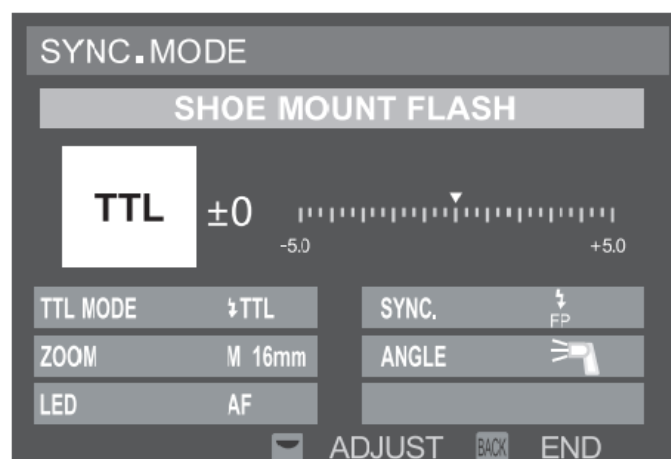 SYNC.MODE
SHOE MOUNT FLASH
TTL ±0
-5.0 +5.0
TTL MODE TTL SYNC. FP
ZOOM M 16mm ANGLE
LED AF
ADJUST BACK END